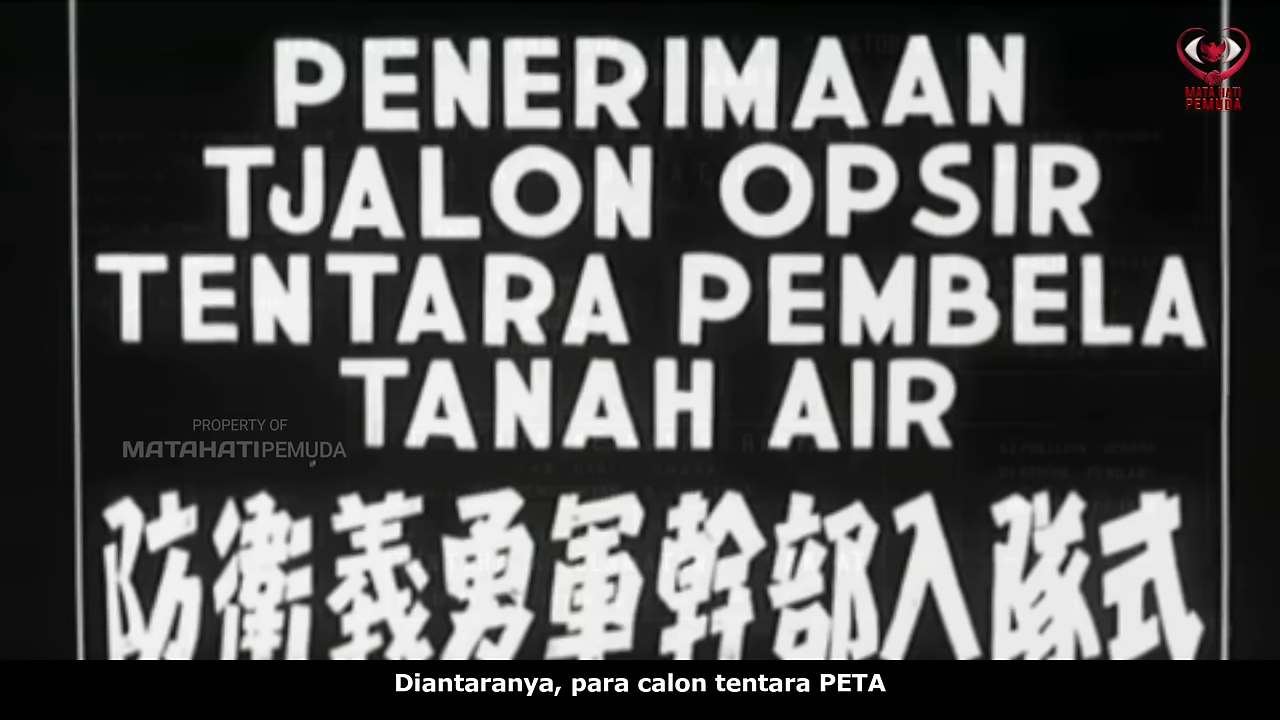 PENERIMAAN
TJALON OPSIR
TENTARA PEMBELA
TANAH AIR
防衛義勇軍幹部入隊式
MATA HATI
PEMUDA
PROPERTY OF
MATAHATIPEMUDA
Diantaranya, para calon tentara PETA